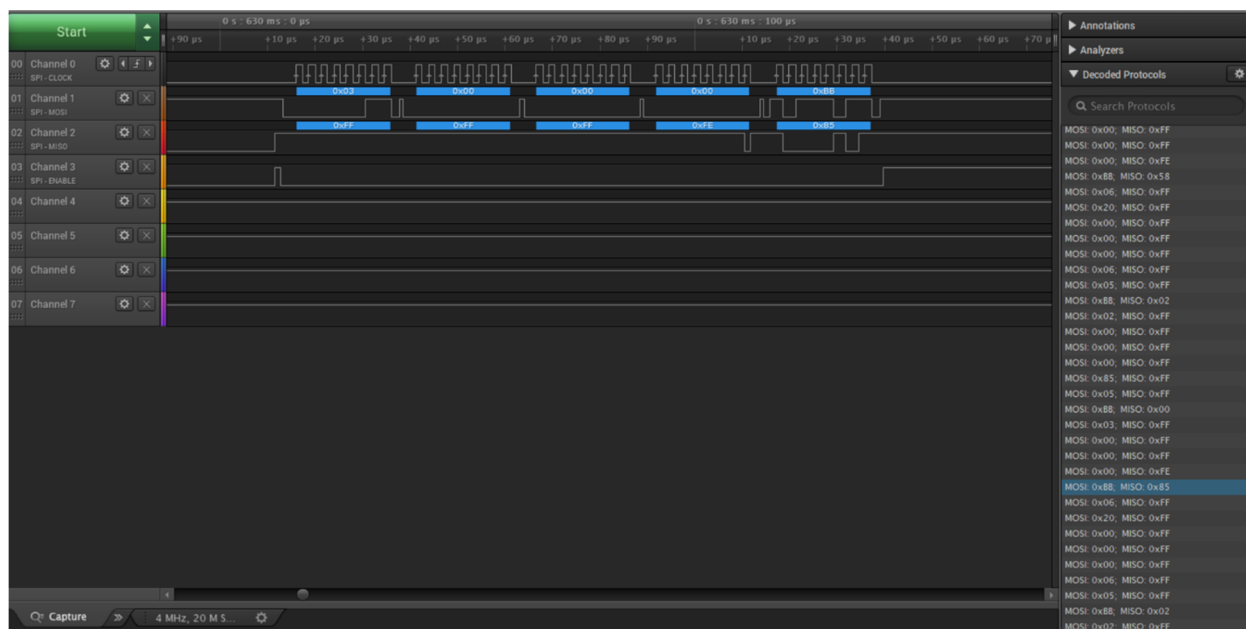 Start
0 s : 630 ms : 0 µs
0 s : 630 ms : 100 µs
+90 µs +10 µs +20 µs +30 µs +40 µs +50 µs +60 µs +70 µs +80 µs +90 µs +10 µs +20 µs +30 µs +40 µs +50 µs +60 µs +70 µ
00 Channel 0
SPI - CLOCK
01 Channel 1
SPI - MOSI
0x03 0x00 0x00 0x00 0xBB
02 Channel 2
SPI - MISO
0xFF 0xFF 0xFF 0xFE 0x85
03 Channel 3
SPI - ENABLE
04 Channel 4
05 Channel 5
06 Channel 6
07 Channel 7
Capture
4 MHz, 20 M S...
Annotations
Analyzers
Decoded Protocols
Search Protocols
MOSI: 0x00; MISO: 0xFF
MOSI: 0x00; MISO: 0xFF
MOSI: 0x00; MISO: 0xFE
MOSI: 0xBB; MISO: 0x58
MOSI: 0x06; MISO: 0xFF
MOSI: 0x20; MISO: 0xFF
MOSI: 0x00; MISO: 0xFF
MOSI: 0x00; MISO: 0xFF
MOSI: 0x00; MISO: 0xFF
MOSI: 0x06; MISO: 0xFF
MOSI: 0x05; MISO: 0xFF
MOSI: 0xBB; MISO: 0x02
MOSI: 0x02; MISO: 0xFF
MOSI: 0x00; MISO: 0xFF
MOSI: 0x00; MISO: 0xFF
MOSI: 0x00; MISO: 0xFF
MOSI: 0x85; MISO: 0xFF
MOSI: 0x05; MISO: 0xFF
MOSI: 0xBB; MISO: 0x00
MOSI: 0x03; MISO: 0xFF
MOSI: 0x00; MISO: 0xFF
MOSI: 0x00; MISO: 0xFF
MOSI: 0x00; MISO: 0xFE
MOSI: 0xBB; MISO: 0x85
MOSI: 0x06; MISO: 0xFF
MOSI: 0x20; MISO: 0xFF
MOSI: 0x00; MISO: 0xFF
MOSI: 0x00; MISO: 0xFF
MOSI: 0x00; MISO: 0xFF
MOSI: 0x06; MISO: 0xFF
MOSI: 0x05; MISO: 0xFF
MOSI: 0xBB; MISO: 0x02
MOSI: 0x02; MISO: 0xFF